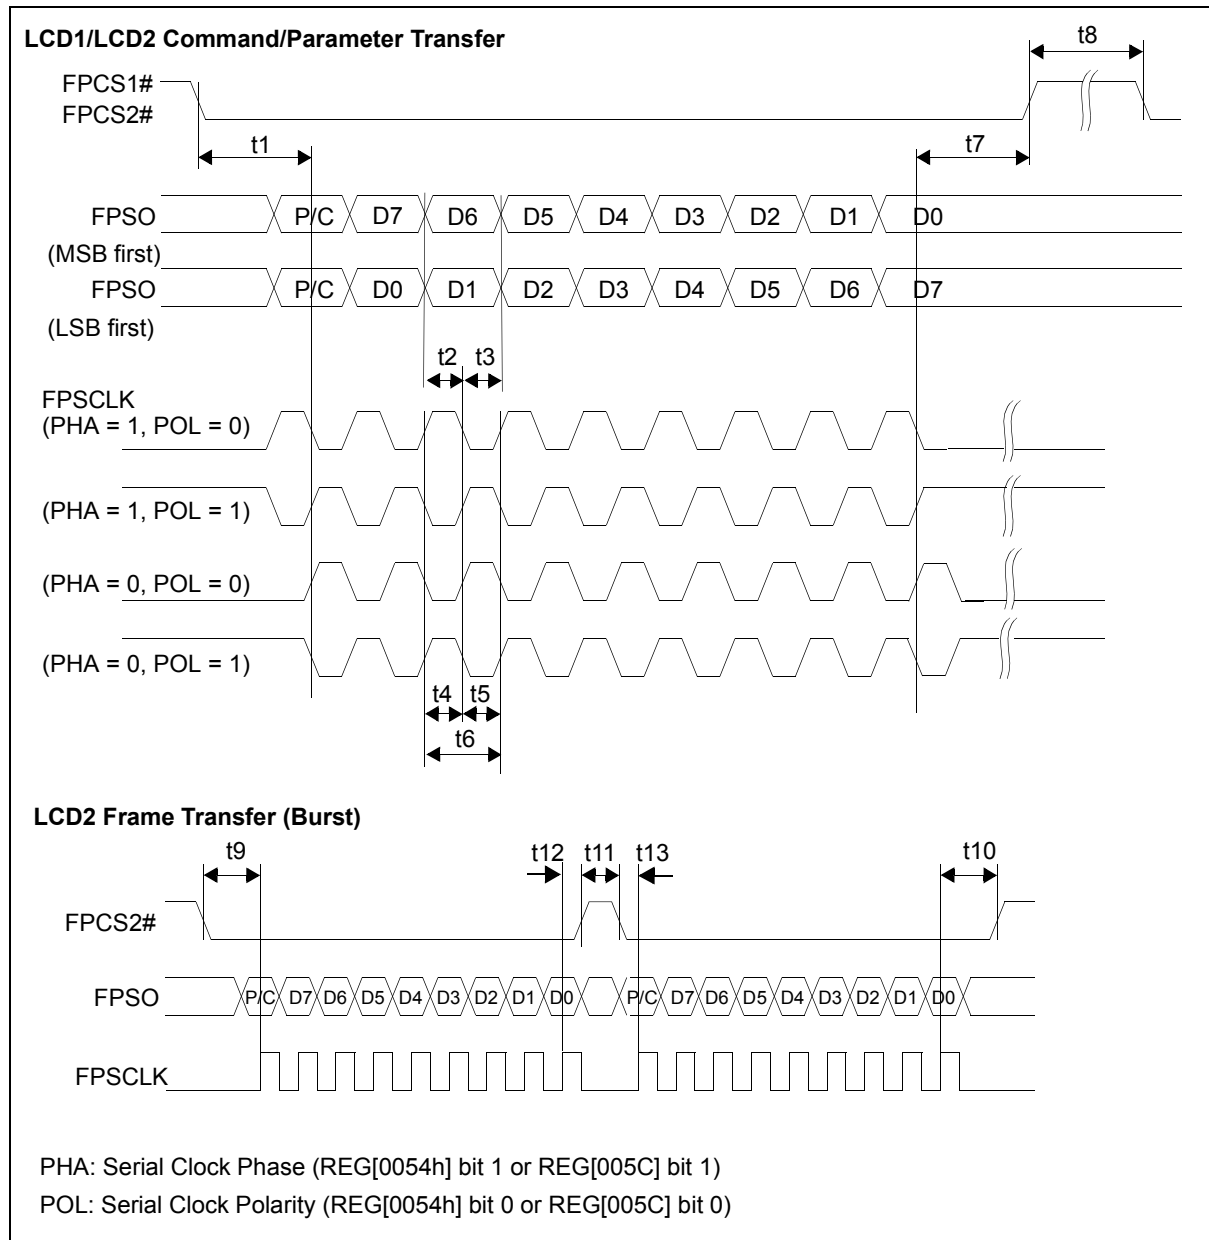 LCD1/LCD2 Command/Parameter Transfer
t8
FPCS1#
FPCS2#
t1
t7
FPSO P/C D7 D6 D5 D4 D3 D2 D1 D0
(MSB first)
FPSO P/C D0 D1 D2 D3 D4 D5 D6 D7
(LSB first)
t2 t3
FPSCLK
(PHA = 1, POL = 0)
(PHA = 1, POL = 1)
(PHA = 0, POL = 0)
(PHA = 0, POL = 1)
t4 t5
t6
LCD2 Frame Transfer (Burst)
t9 t12 t11 t13 t10
FPCS2#
FPSO P/C D7 D6 D5 D4 D3 D2 D1 D0 P/C D7 D6 D5 D4 D3 D2 D1 D0
FPSCLK
PHA: Serial Clock Phase (REG[0054h] bit 1 or REG[005C] bit 1)
POL: Serial Clock Polarity (REG[0054h] bit 0 or REG[005C] bit 0)